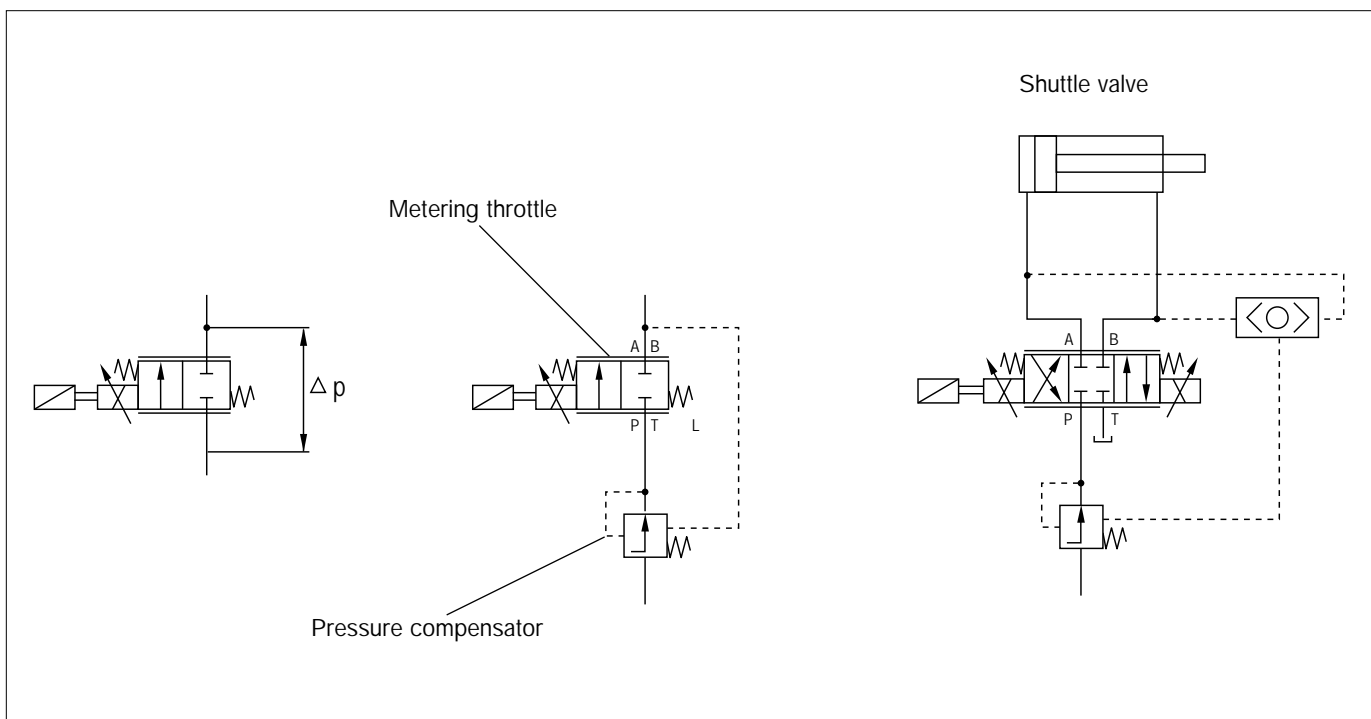 Shuttle valve
Metering throttle
Δ p
A B
P T L
A B
P T
Pressure compensator